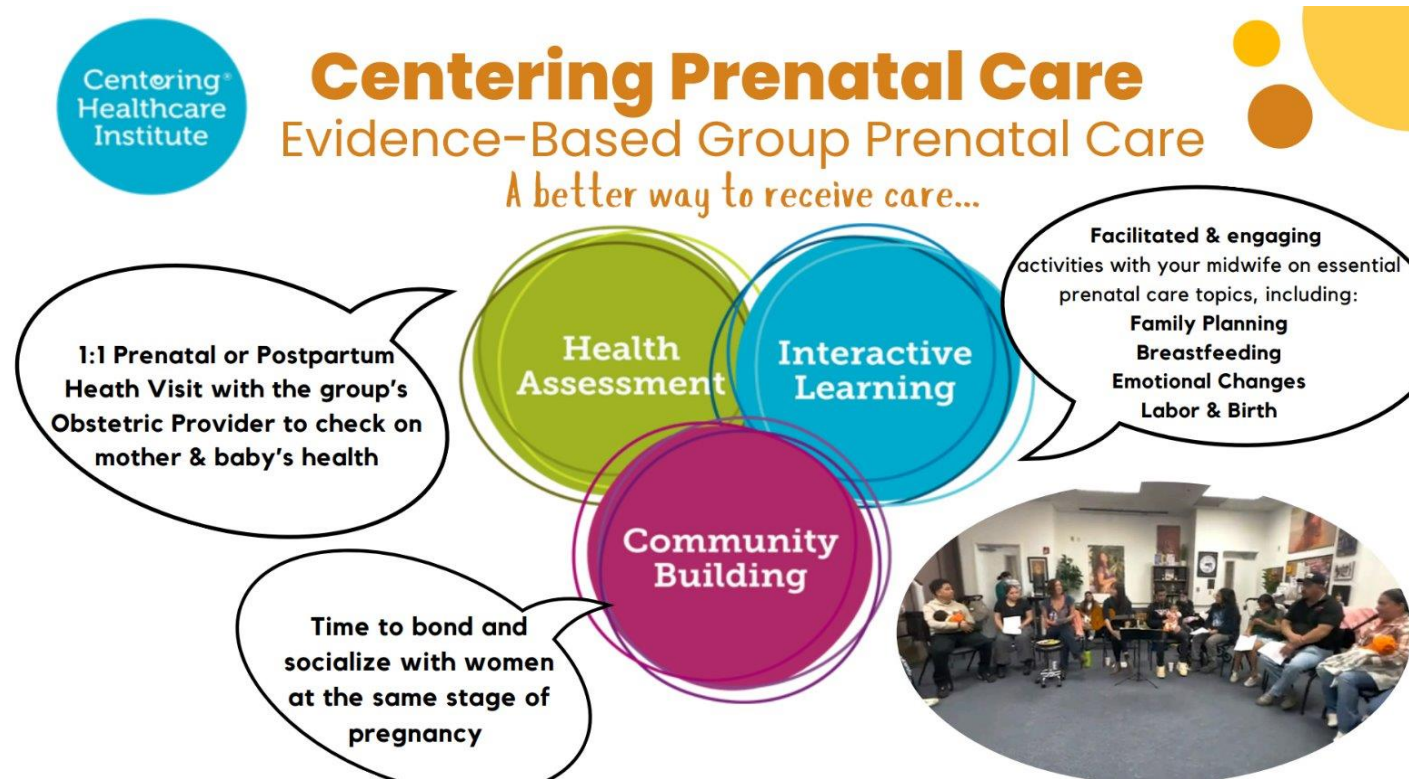 Centering®
Healthcare
Institute
Centering Prenatal Care
Evidence-Based Group Prenatal Care
A better way to receive care...
1:1 Prenatal or Postpartum
Heath Visit with the group's
Obstetric Provider to check on
mother & baby's health
Health
Assessment
Interactive
Learning
Facilitated & engaging
activities with your midwife on essential
prenatal care topics, including:
Family Planning
Breastfeeding
Emotional Changes
Labor & Birth
Community
Building
Time to bond and
socialize with women
at the same stage of
pregnancy